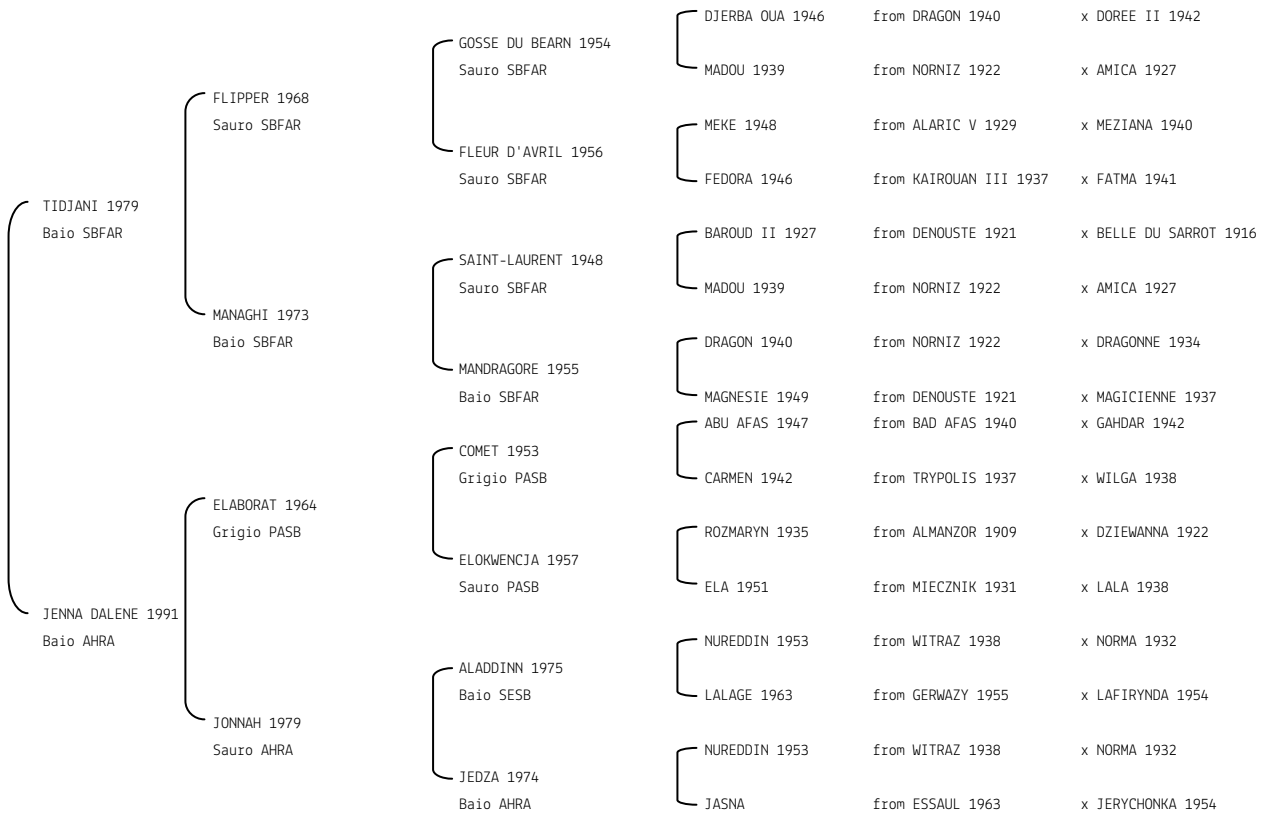 DJERBA OUA 1946 from DRAGON 1940 x DOREE II 1942
GOSSE DU BEARN 1954
Sauro SBFAR MADOU 1939 from NORNIZ 1922 x AMICA 1927
FLIPPER 1968
Sauro SBFAR MEKE 1948 from ALARIC V 1929 x MEZIANA 1940
FLEUR D'AVRIL 1956
Sauro SBFAR FEDORA 1946 from KAIROUAN III 1937 x FATMA 1941
TIDJANI 1979
Baio SBFAR BAROUD II 1927 from DENOUSTE 1921 x BELLE DU SARROT 1916
SAINT-LAURENT 1948
Sauro SBFAR MADOU 1939 from NORNIZ 1922 x AMICA 1927
MANAGHI 1973
Baio SBFAR DRAGON 1940 from NORNIZ 1922 x DRAGONNE 1934
MANDRAGORE 1955
Baio SBFAR MAGNESIE 1949 from DENOUSTE 1921 x MAGICIENNE 1937
ABU AFAS 1947 from BAD AFAS 1940 x GAHDAR 1942
COMET 1953
Grigio PASB CARMEN 1942 from TRYPOLIS 1937 x WILGA 1938
ELABORAT 1964
Grigio PASB ROZMARYN 1935 from ALMANZOR 1909 x DZIEWANNA 1922
ELOKWENCJA 1957
Sauro PASB ELA 1951 from MIECZNIK 1931 x LALA 1938
JENNA DALENE 1991
Baio AHRA NUREDDIN 1953 from WITRAZ 1938 x NORMA 1932
ALADDINN 1975
Baio SESB LALAGE 1963 from GERWAZY 1955 x LAFIRYNDA 1954
JONNAH 1979
Sauro AHRA NUREDDIN 1953 from WITRAZ 1938 x NORMA 1932
JEDZA 1974
Baio AHRA JASNA from ESSAUL 1963 x JERYCHONKA 1954